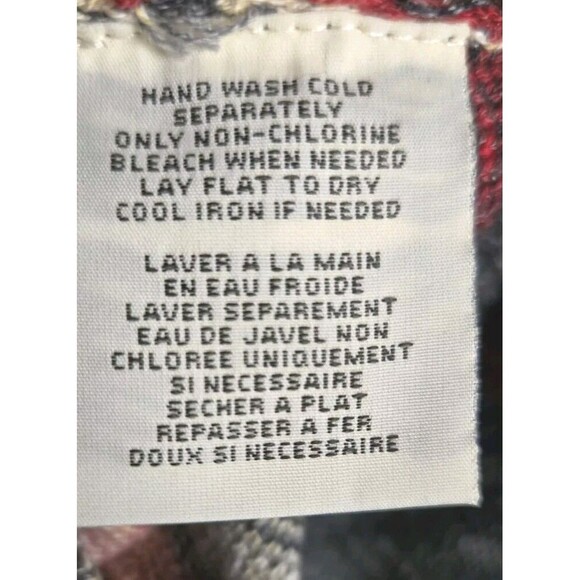 HAND WASH COLD
SEPARATELY
ONLY NON-CHLORINE
BLEACH WHEN NEEDED
LAY FLAT TO DRY
COOL IRON IF NEEDED
LAVER A LA MAIN
EN EAU FROIDE
LAVER SEPAREMENT
EAU DE JAVEL NON
CHLOREE UNIQUEMENT
SI NECESSAIRE
SECHER A PLAT
REPASSER A FER
DOUX SI NECESSAIRE